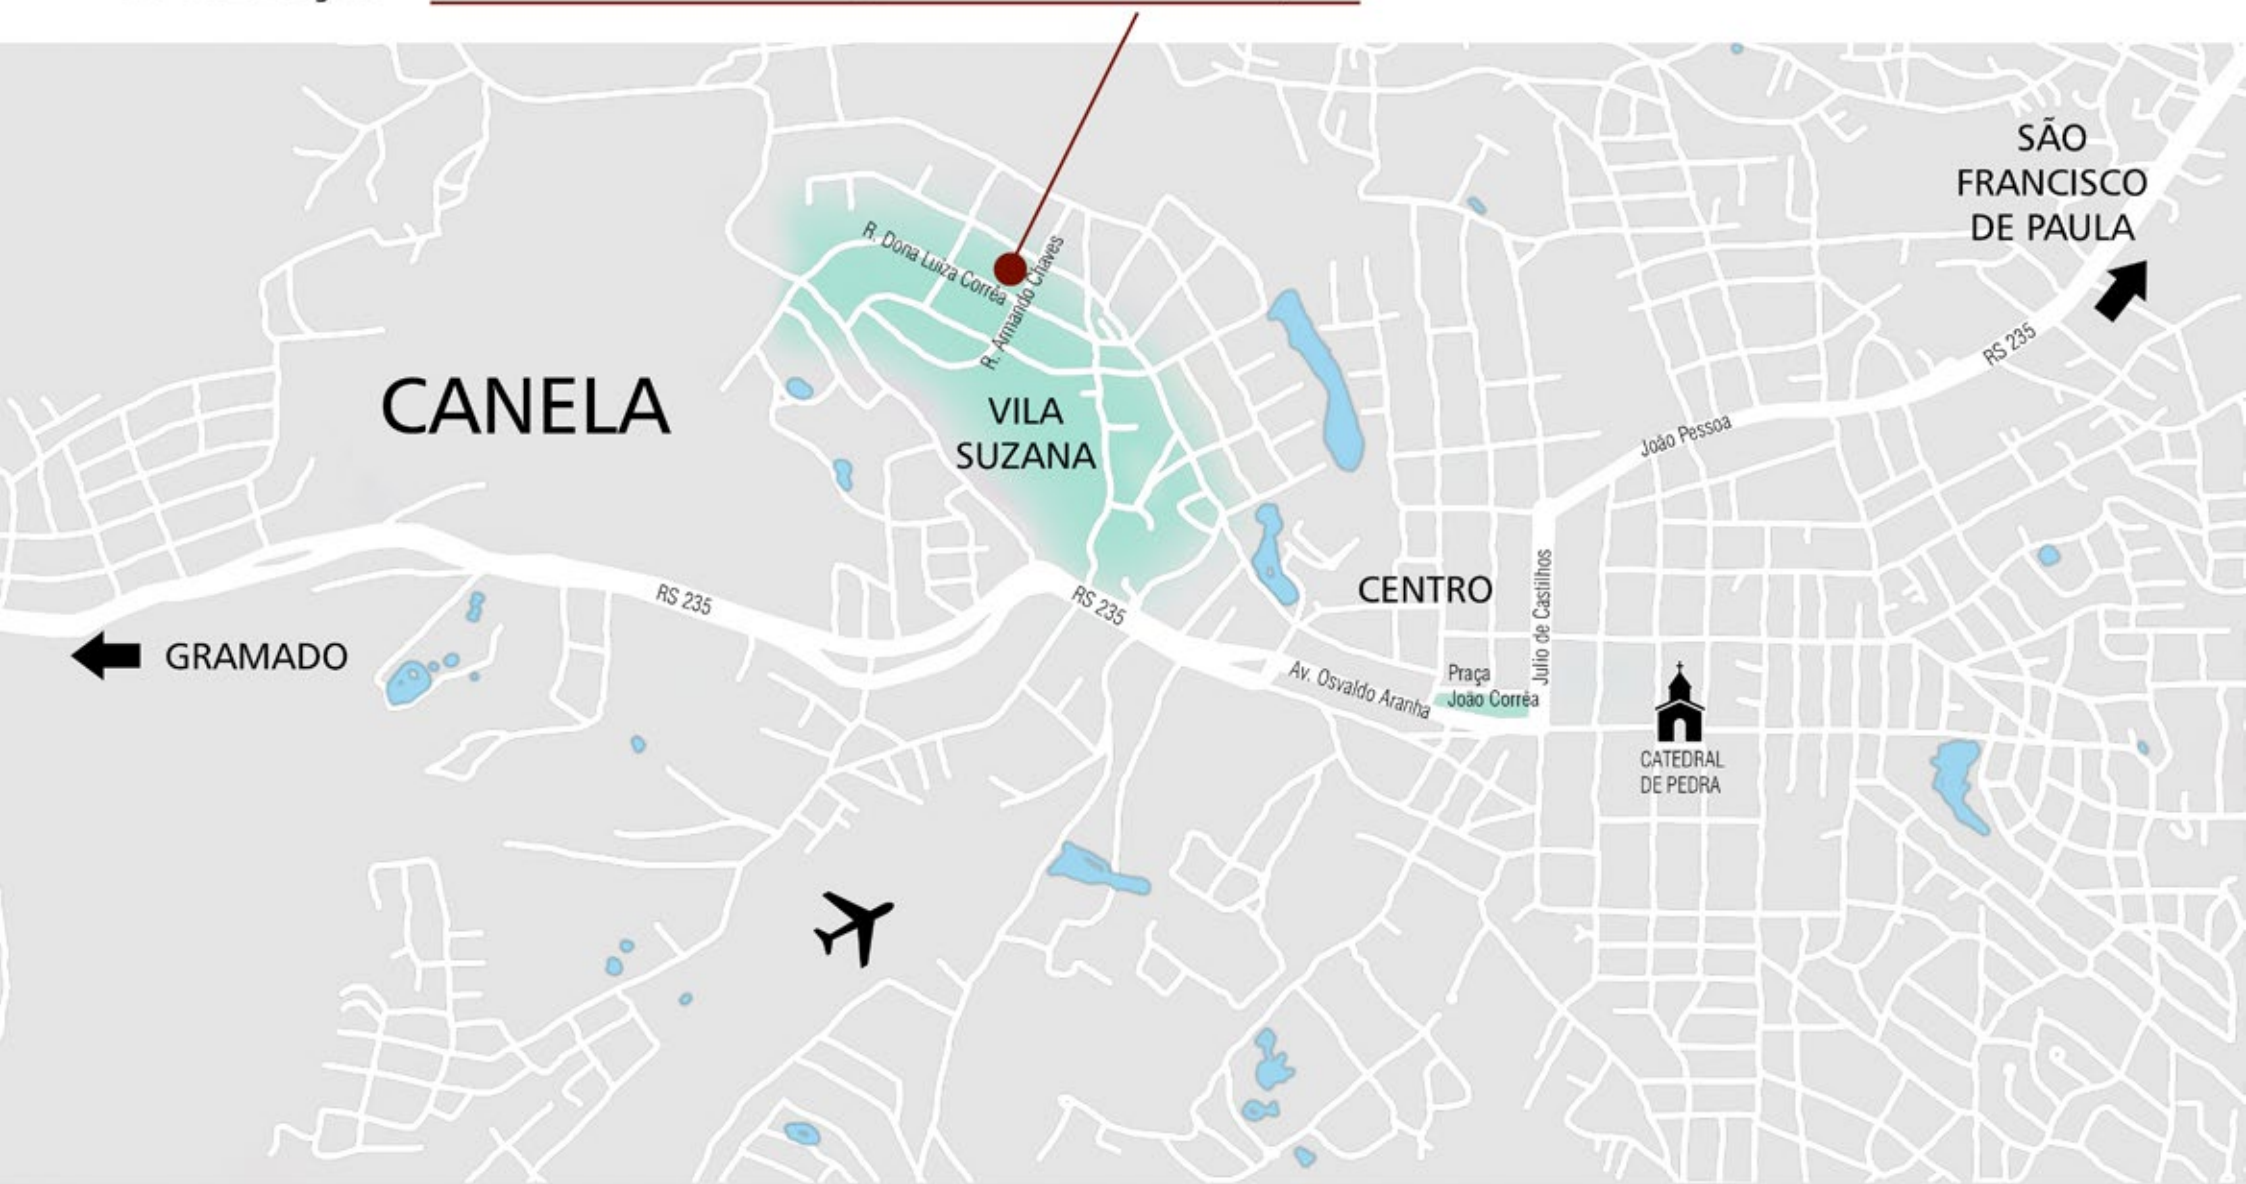 SÃO
FRANCISCO
DE PAULA
R. Dona Luiza Corrêa
R. Armando Chaves
RS 235
CANELA
VILA
SUZANA
João Pessoa
RS 235
RS 235
CENTRO
Julio de Castilhos
GRAMADO
Av. Osvaldo Aranha
Praça
João Corrêa
CATEDRAL
DE PEDRA